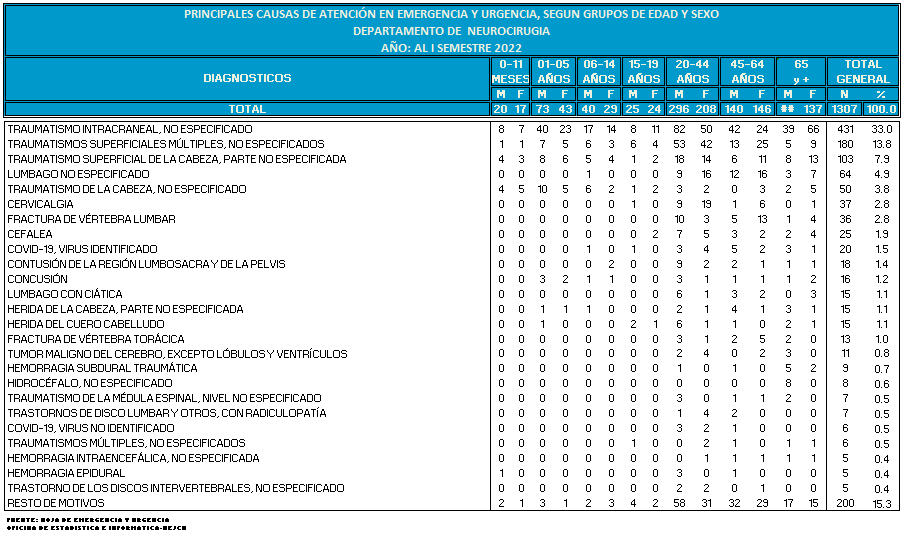 PRINCIPALES CAUSAS DE ATENCIÓN EN EMERGENCIA Y URGENCIA, SEGUN GRUPOS DE EDAD Y SEXO
DEPARTAMENTO DE NEUROCIRUGIA
AÑO: AL I SEMESTRE 2022
DIAGNOSTICOS 0-11 MESES 01-05 AÑOS 06-14 AÑOS 15-19 AÑOS 20-44 AÑOS 45-64 AÑOS 65 y + TOTAL GENERAL
M F M F M F M F M F M F M F N %
TOTAL 20 17 73 43 40 29 25 24 296 208 140 146 ## 137 1307 100.0
TRAUMATISMO INTRACRANEAL, NO ESPECIFICADO 8 7 40 23 17 14 8 11 82 50 42 24 39 66 431 33.0
TRAUMATISMOS SUPERFICIALES MÚLTIPLES, NO ESPECIFICADOS 1 1 7 5 6 3 6 4 53 42 13 25 5 9 180 13.8
TRAUMATISMO SUPERFICIAL DE LA CABEZA, PARTE NO ESPECIFICADA 4 3 8 6 5 4 1 2 18 14 6 11 8 13 103 7.9
LUMBAGO NO ESPECIFICADO 0 0 0 0 1 0 0 0 9 16 12 16 3 7 64 4.9
TRAUMATISMO DE LA CABEZA, NO ESPECIFICADO 4 5 10 5 6 2 1 2 3 2 0 3 2 5 50 3.8
CERVICALGIA 0 0 0 0 0 0 1 0 9 19 1 6 0 1 37 2.8
FRACTURA DE VÉRTEBRA LUMBAR 0 0 0 0 0 0 0 0 10 3 5 13 1 4 36 2.8
CEFALEA 0 0 0 0 0 0 0 2 7 5 3 2 2 4 25 1.9
COVID-19, VIRUS IDENTIFICADO 0 0 0 0 1 0 1 0 3 4 5 2 3 1 20 1.5
CONTUSIÓN DE LA REGIÓN LUMBOSACRA Y DE LA PELVIS 0 0 0 0 0 2 0 0 9 2 2 1 1 1 18 1.4
CONCUSIÓN 0 0 3 2 1 1 0 0 3 1 1 1 1 2 16 1.2
LUMBAGO CON CIÁTICA 0 0 0 0 0 0 0 0 6 1 3 2 0 3 15 1.1
HERIDA DE LA CABEZA, PARTE NO ESPECIFICADA 0 0 1 1 1 0 0 0 2 1 4 1 3 1 15 1.1
HERIDA DEL CUERO CABELLUDO 0 0 1 0 0 0 2 1 6 1 1 0 2 1 15 1.1
FRACTURA DE VÉRTEBRA TORÁCICA 0 0 0 0 0 0 0 0 3 1 2 5 2 0 13 1.0
TUMOR MALIGNO DEL CEREBRO, EXCEPTO LÓBULOS Y VENTRÍCULOS 0 0 0 0 0 0 0 0 2 4 0 2 3 0 11 0.8
HEMORRAGIA SUBDURAL TRAUMÁTICA 0 0 0 0 0 0 0 0 1 0 1 0 5 2 9 0.7
HIDROCÉFALO, NO ESPECIFICADO 0 0 0 0 0 0 0 0 0 0 0 0 8 0 8 0.6
TRAUMATISMO DE LA MÉDULA ESPINAL, NIVEL NO ESPECIFICADO 0 0 0 0 0 0 0 0 3 0 1 1 2 0 7 0.5
TRASTORNOS DE DISCO LUMBAR Y OTROS, CON RADICULOPATÍA 0 0 0 0 0 0 0 0 1 4 2 0 0 0 7 0.5
COVID-19, VIRUS NO IDENTIFICADO 0 0 0 0 0 0 0 0 3 2 1 0 0 0 6 0.5
TRAUMATISMOS MÚLTIPLES, NO ESPECIFICADOS 0 0 0 0 0 0 1 0 0 2 1 0 1 1 6 0.5
HEMORRAGIA INTRAENCEFÁLICA, NO ESPECIFICADA 0 0 0 0 0 0 0 0 0 1 1 1 1 1 5 0.4
HEMORRAGIA EPIDURAL 1 0 0 0 0 0 0 0 3 0 0 0 1 0 5 0.4
TRASTORNO DE LOS DISCOS INTERVERTEBRALES, NO ESPECIFICADO 0 0 0 0 0 0 0 0 2 2 0 1 0 0 5 0.4
RESTO DE MOTIVOS 2 1 3 1 2 3 4 2 58 31 32 29 17 15 200 15.3
FUENTE: HOJA DE EMERGENCIA Y URGENCIA
OFICINA DE ESTADISTICA E INFORMATICA-HEJCU